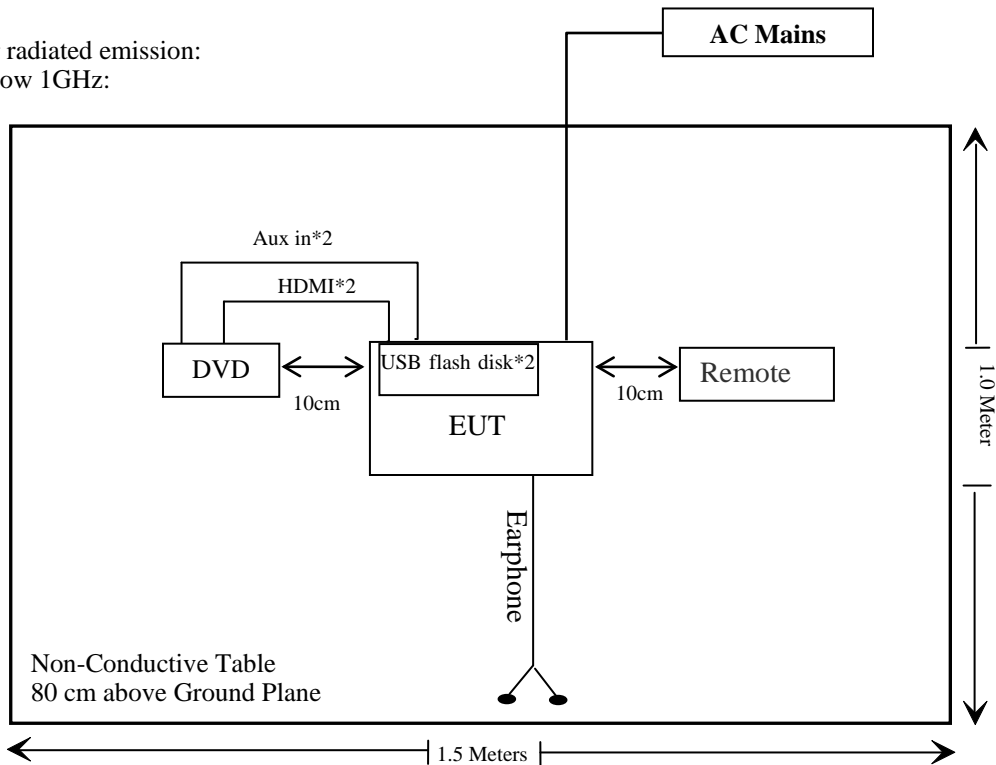 AC Mains
radiated emission:
ow 1GHz:
Aux in*2
HDMI*2
DVD
USB flash disk*2
Remote
10cm
10cm
EUT
1.0 Meter
Earphone
Non-Conductive Table
80 cm above Ground Plane
1.5 Meters